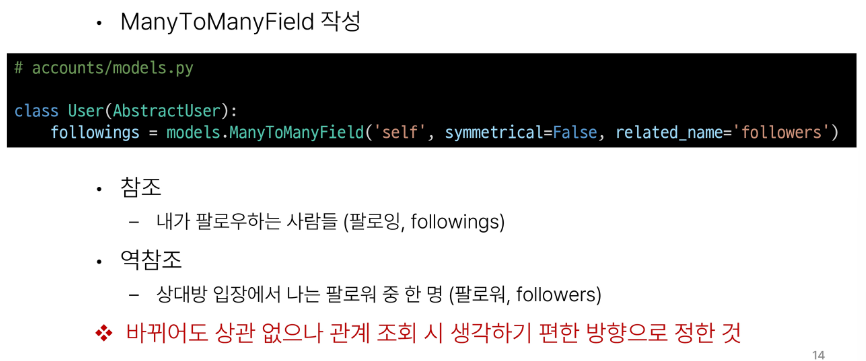 • ManyToManyField 작성
# accounts/models.py
class User(AbstractUser):
    followings = models.ManyToManyField('self', symmetrical=False, related_name='followers')
• 참조
– 내가 팔로우하는 사람들 (팔로잉, followings)
• 역참조
– 상대방 입장에서 나는 팔로워 중 한 명 (팔로워, followers)
❖ 바뀌어도 상관 없으나 관계 조회 시 생각하기 편한 방향으로 정한 것
14